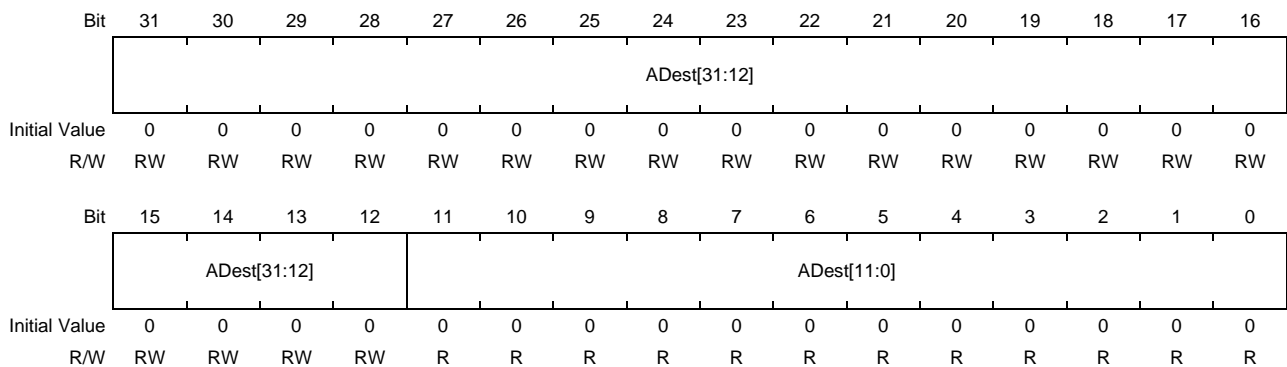 Bit 31 30 29 28 27 26 25 24 23 22 21 20 19 18 17 16
ADest[31:12]
Initial Value 0 0 0 0 0 0 0 0 0 0 0 0 0 0 0 0
R/W RW RW RW RW RW RW RW RW RW RW RW RW RW RW RW RW
Bit 15 14 13 12 11 10 9 8 7 6 5 4 3 2 1 0
ADest[31:12] ADest[11:0]
Initial Value 0 0 0 0 0 0 0 0 0 0 0 0 0 0 0 0
R/W RW RW RW RW R R R R R R R R R R R R